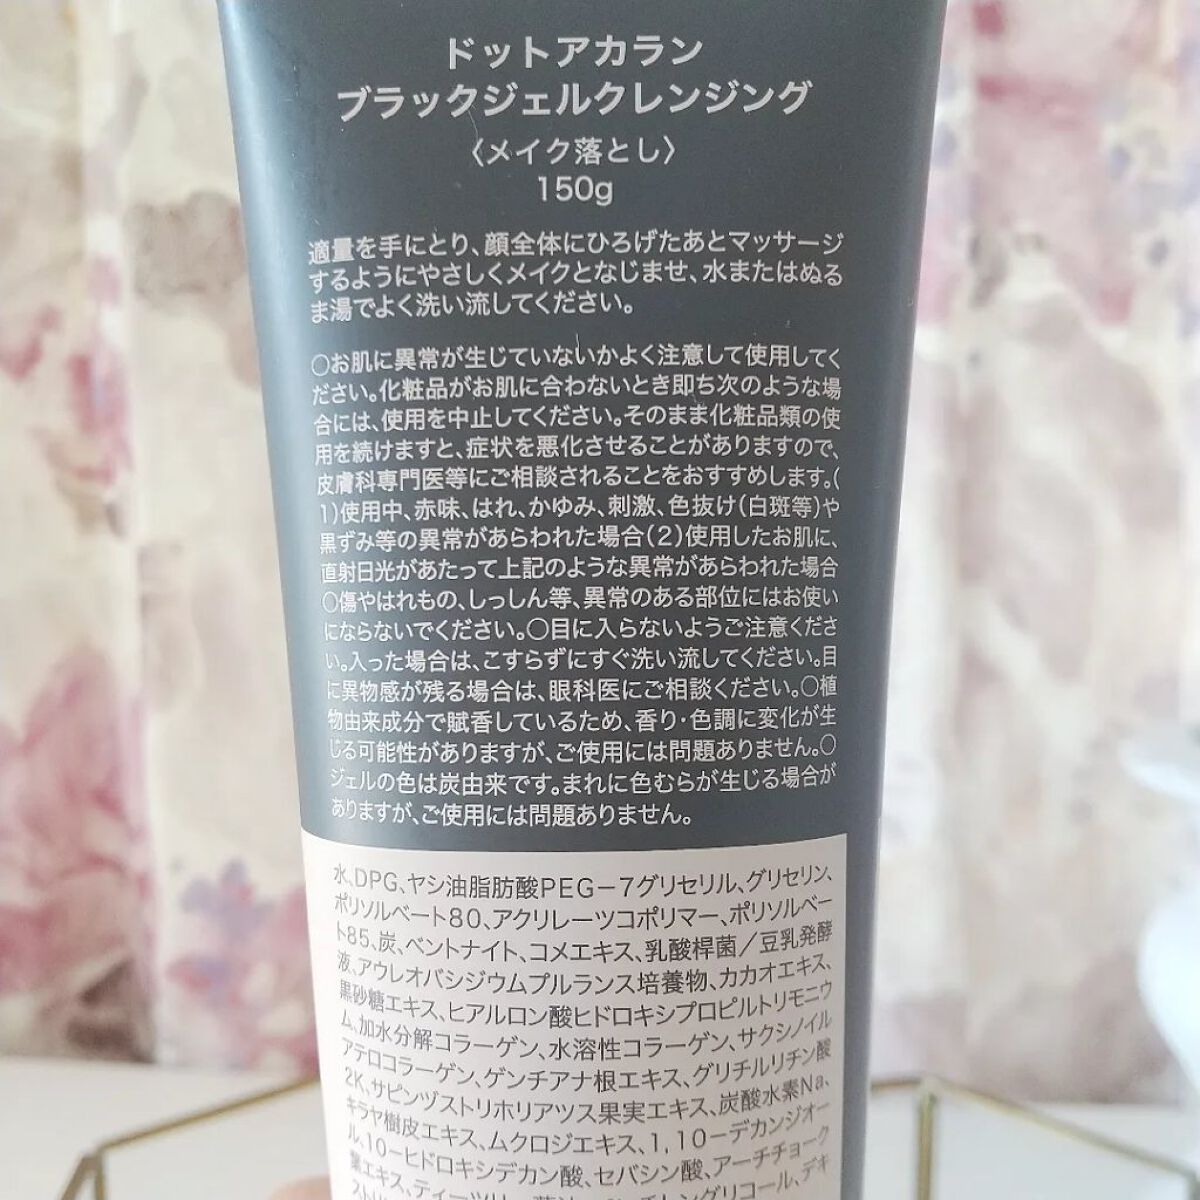 ドットアカラン
ブラックジェルクレンジング
〈メイク落とし〉
150g
適量を手にとり、顔全体にひろげたあとマッサージ
するようにやさしくメイクとなじませ、水またはぬる
ま湯でよく洗い流してください。
○お肌に異常が生じていないかよく注意して使用してく
ださい。化粧品がお肌に合わないとき即ち次のような場
合には、使用を中止してください。そのまま化粧品類の使
用を続けますと、症状を悪化させることがありますので、
皮膚科専門医等にご相談されることをおすすめします。(
1)使用中、赤味、はれ、かゆみ、刺激、色抜け(白斑等)や
黒ずみ等の異常があらわれた場合(2)使用したお肌に、
直射日光があたって上記のような異常があらわれた場合
○傷やはれもの、しっしん等、異常のある部位にはお使い
にならないでください。○目に入らないようご注意くださ
い。入った場合は、こすらずにすぐ洗い流してください。目
に異物感が残る場合は、眼科医にご相談ください。○植
物由来成分で賦香しているため、香り・色調に変化が生
じる可能性がありますが、ご使用には問題ありません。○
ジェルの色は炭由来です。まれに色むらが生じる場合が
ありますが、ご使用には問題ありません。
水、DPG、ヤシ油脂肪酸PEG－7グリセリル、グリセリン、
ポリソルベート80、アクリレーツコポリマー、ポリソルベー
ト85、炭、ベントナイト、コメエキス、乳酸桿菌／豆乳発酵
液、アウレオバシジウムプルランス培養物、カカオエキス、
黒砂糖エキス、ヒアルロン酸ヒドロキシプロピルトリモニウ
ム、加水分解コラーゲン、水溶性コラーゲン、サクシノイル
アテロコラーゲン、ゲンチアナ根エキス、グリチルリチン酸
2K、サピンヅストリホリアツス果実エキス、炭酸水素Na、
キラヤ樹皮エキス、ムクロジエキス、1，10－デカンジオー
ル、10－ヒドロキシデカン酸、セバシン酸、アーチチョーク
葉エキス、ティーツリー